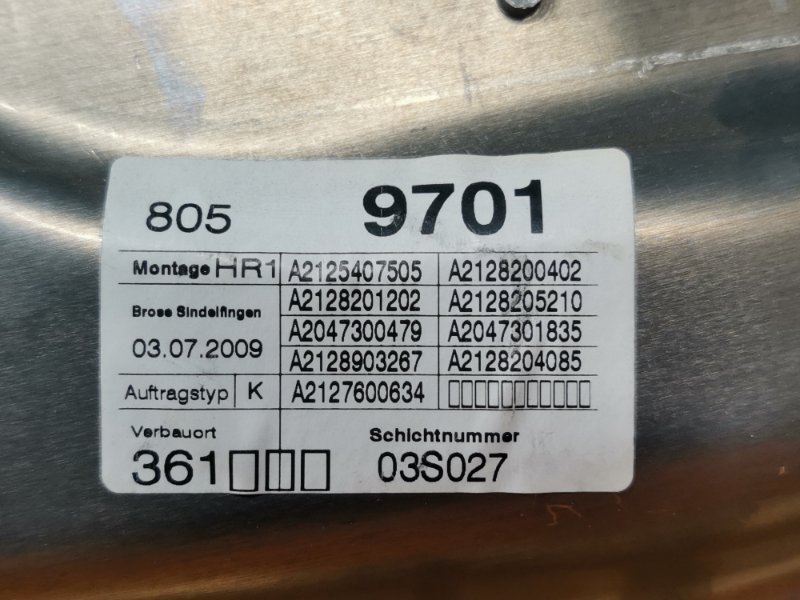 805 9701
Montage HR1 A2125407505 A2128200402
A2128201202 A2128205210
Brose Sindelfingen
A2047300479 A2047301835
03.07.2009
A2128903267 A2128204085
Auftragstyp K A2127600634
Verbauort Schichtnummer
361 03S027